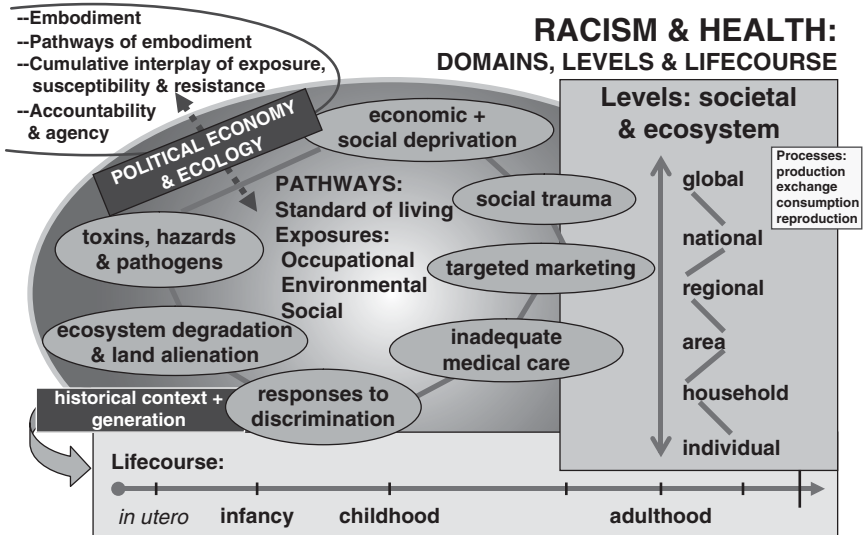 --Embodiment
--Pathways of embodiment
--Cumulative interplay of exposure,
susceptibility & resistance
--Accountability
& agency
RACISM & HEALTH:
DOMAINS, LEVELS & LIFECOURSE
POLITICAL ECONOMY
& ECOLOGY
economic +
social deprivation
PATHWAYS:
Standard of living
Exposures:
Occupational
Environmental
Social
social trauma
targeted marketing
inadequate
medical care
toxins, hazards
& pathogens
ecosystem degradation
& land alienation
responses to
discrimination
historical context +
generation
Levels: societal
& ecosystem
global
national
regional
area
household
individual
Processes:
production
exchange
consumption
reproduction
Lifecourse:
in utero infancy childhood adulthood